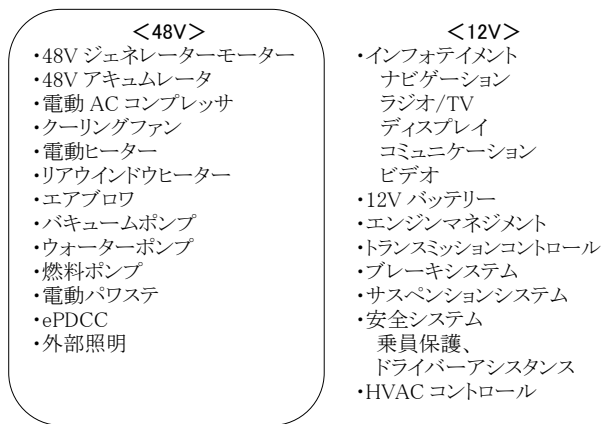 ＜48V＞
・48V ジェネレーターモーター
・48V アキュムレータ
・電動 AC コンプレッサ
・クーリングファン
・電動ヒーター
・リアウインドウヒーター
・エアブロワ
・バキュームポンプ
・ウォーターポンプ
・燃料ポンプ
・電動パワステ
・ePDCC
・外部照明
＜12V＞
・インフォテイメント
ナビゲーション
ラジオ/TV
ディスプレイ
コミュニケーション
ビデオ
・12V バッテリー
・エンジンマネジメント
・トランスミッションコントロール
・ブレーキシステム
・サスペンションシステム
・安全システム
乗員保護、
ドライバーアシスタンス
・HVAC コントロール